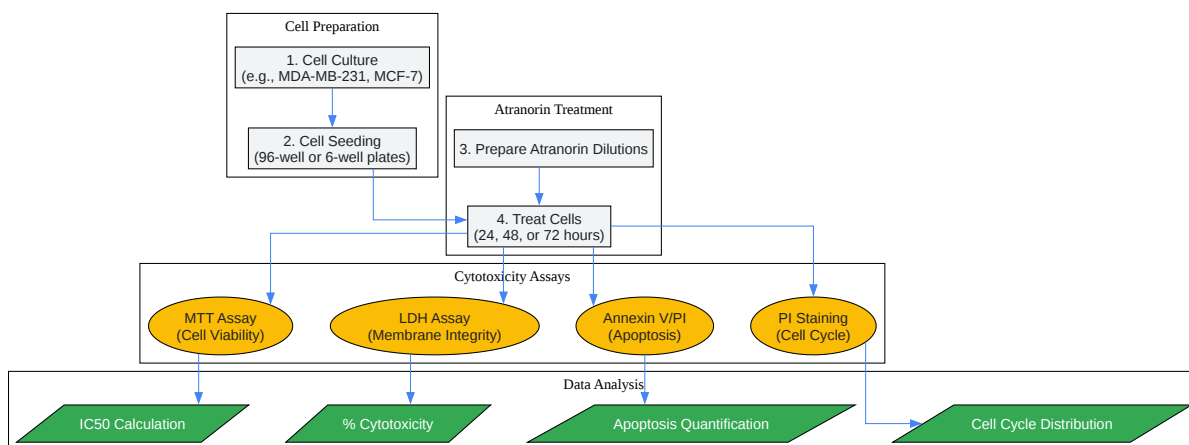 Cell Preparation
1. Cell Culture
(e.g., MDA-MB-231, MCF-7)
2. Cell Seeding
(96-well or 6-well plates)
Atranorin Treatment
3. Prepare Atranorin Dilutions
4. Treat Cells
(24, 48, or 72 hours)
Cytotoxicity Assays
MTT Assay
(Cell Viability)
LDH Assay
(Membrane Integrity)
Annexin V/PI
(Apoptosis)
PI Staining
(Cell Cycle)
Data Analysis
IC50 Calculation
% Cytotoxicity
Apoptosis Quantification
Cell Cycle Distribution